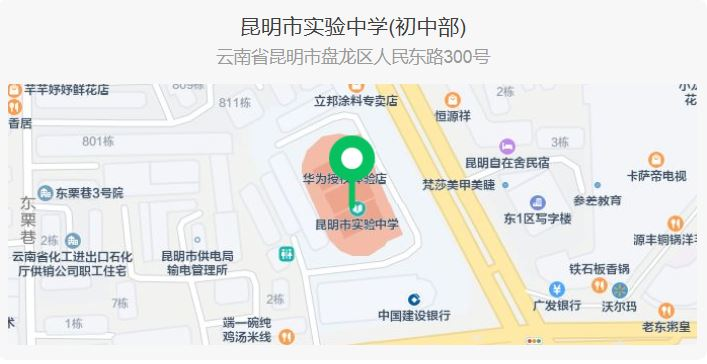 昆明市实验中学(初中部)
云南省昆明市盘龙区人民东路300号
芊芊妤妤鲜花店
809栋
811栋
立邦涂料专卖店
恒源祥
2栋
花
香居
801栋
3栋
昆明自在舍民宿
华为授权体验店
卡萨帝电视
东栗巷3号院
梵莎美甲美睫
参差教育
东栗巷
昆明市实验中学
东1区写字楼
2栋
源丰铜锅洋芋
云南省化工进出口石化
厅供销公司职工住宅
昆明市供电局
输电管理所
铁石板香锅
7栋
2栋
中国建设银行
广发银行
沃尔玛
术
1栋
端一碗纯
鸡汤米线
老东粥皇